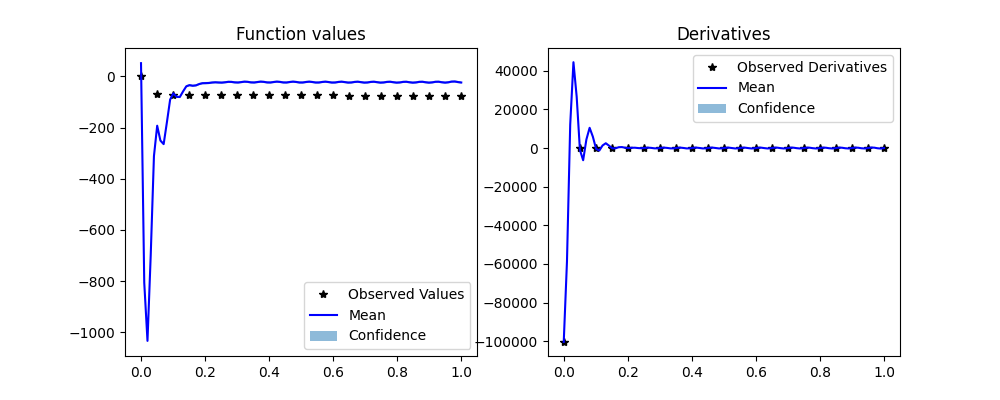 Function values
0
−200
−400
−600
−800
−1000
0.0 0.2 0.4 0.6 0.8 1.0
Observed Values
Mean
Confidence
Derivatives
40000
20000
0
−20000
−40000
−60000
−80000
−100000
0.0 0.2 0.4 0.6 0.8 1.0
Observed Derivatives
Mean
Confidence